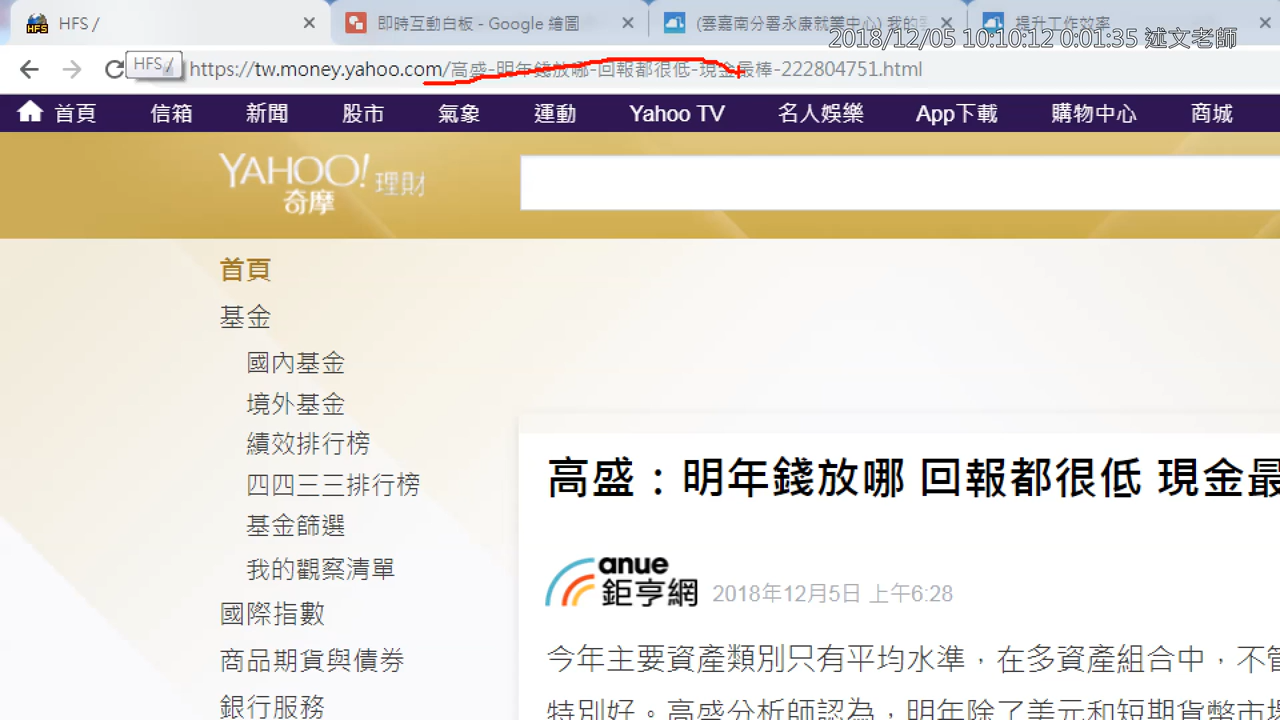 HFS /
即時互動白板 - Google 繪圖
(雲嘉南分署永康就業中心) 我的
提升工作效率
2018/12/05 10:10:12 0:01:35 述文老師
HFS /
https://tw.money.yahoo.com/高盛-明年錢放哪-回報都很低-現金最棒-222804751.html
首頁 信箱 新聞 股市 氣象 運動 Yahoo TV 名人娛樂 App下載 購物中心 商城
YAHOO!
奇摩 理財
首頁
基金
國內基金
境外基金
績效排行榜
四四三三排行榜
基金篩選
我的觀察清單
國際指數
商品期貨與債券
銀行服務
高盛：明年錢放哪 回報都很低 現金最
anue
鉅亨網
2018年12月5日 上午6:28
今年主要資產類別只有平均水準，在多資產組合中，不管
特別好。高盛分析師認為，明年除了美元和短期貨幣市場